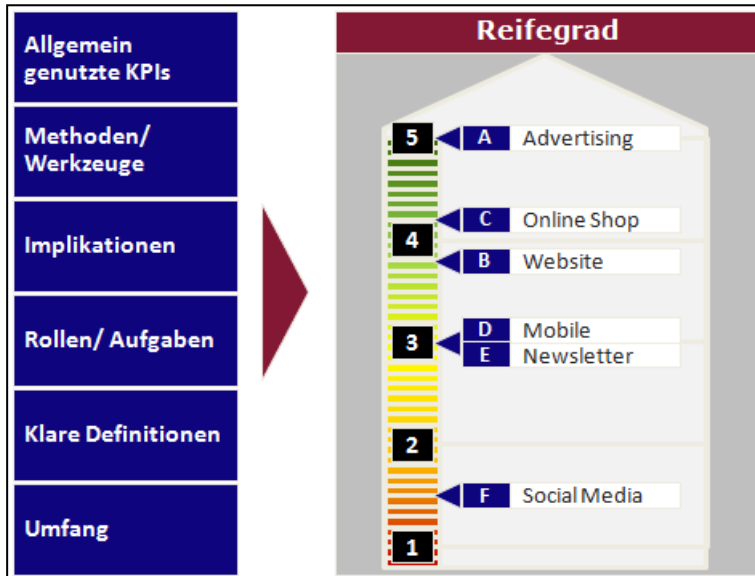 Allgemein
genutzte KPIs
Methoden/
Werkzeuge
Implikationen
Rollen/ Aufgaben
Klare Definitionen
Umfang
Reifegrad
5 A Advertising
C Online Shop
4
B Website
D Mobile
3
E Newsletter
2
F Social Media
1